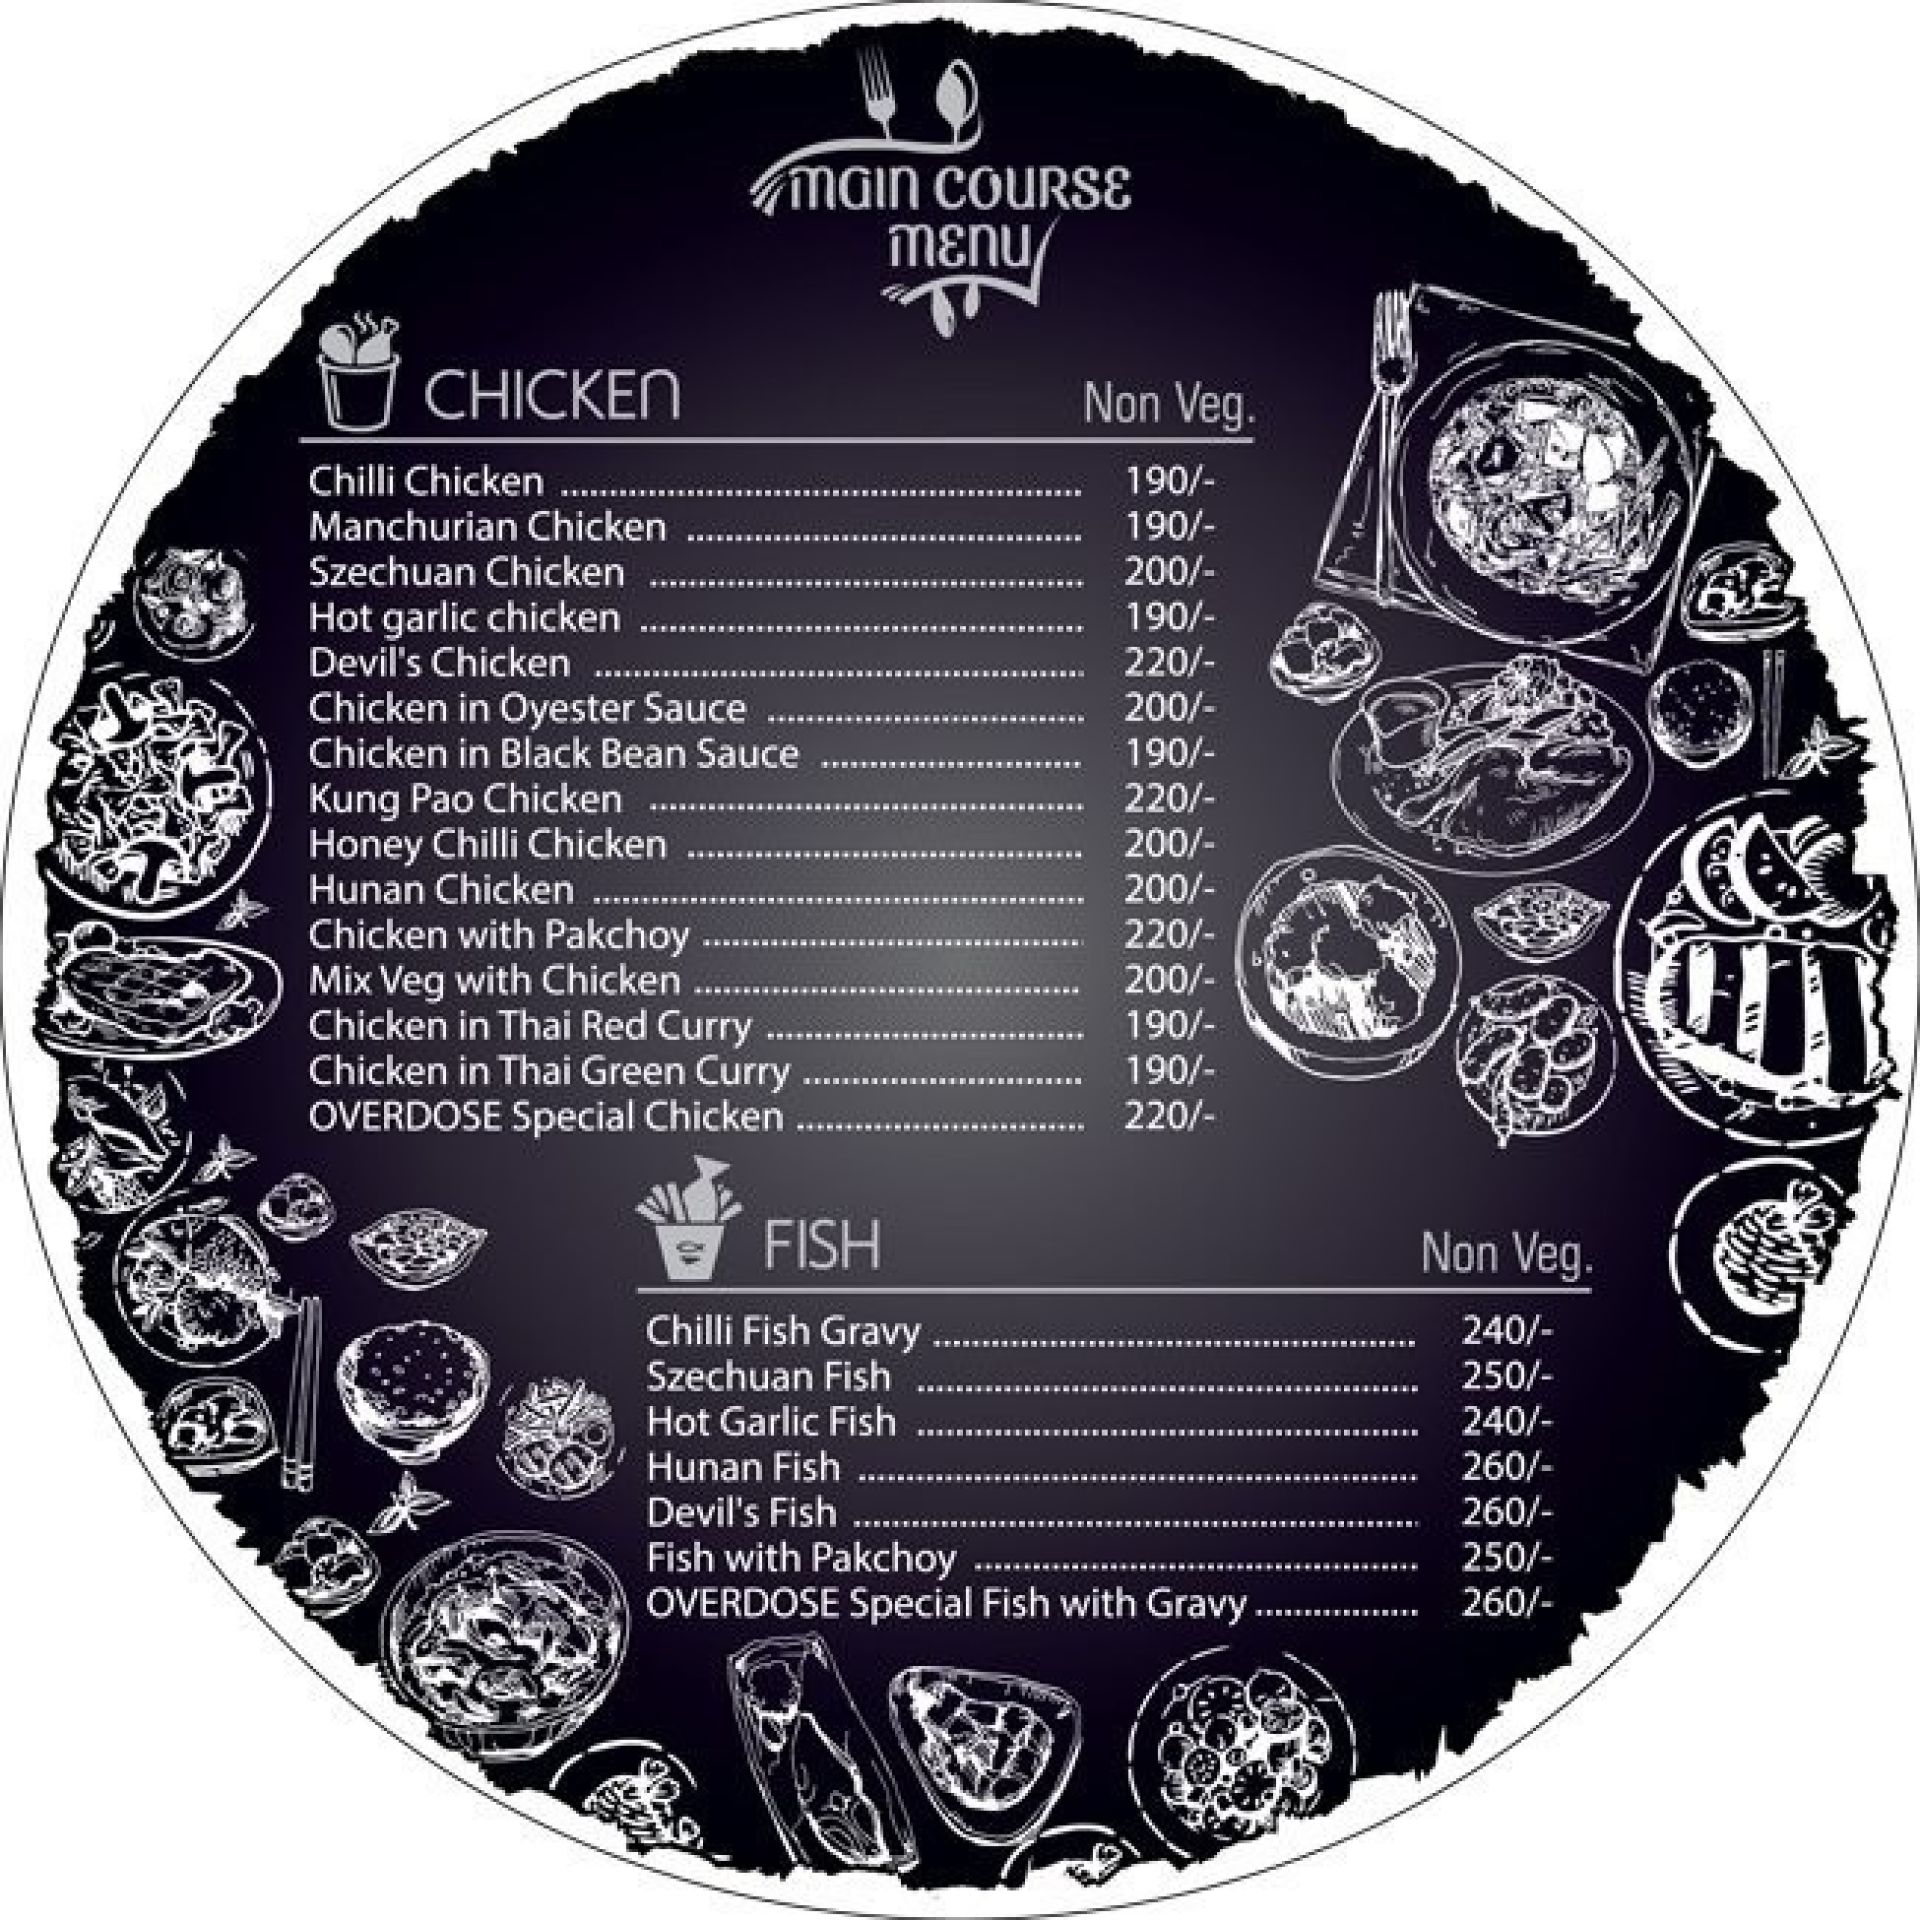 main course
menu
CHICKEN Non Veg.
Chilli Chicken ........ 190/-
Manchurian Chicken ........ 190/-
Szechuan Chicken ........ 200/-
Hot garlic chicken ........ 190/-
Devil's Chicken ........ 220/-
Chicken in Oyester Sauce ........ 200/-
Chicken in Black Bean Sauce ........ 190/-
Kung Pao Chicken ........ 220/-
Honey Chilli Chicken ........ 200/-
Hunan Chicken ........ 200/-
Chicken with Pakchoy ........ 220/-
Mix Veg with Chicken ........ 200/-
Chicken in Thai Red Curry ........ 190/-
Chicken in Thai Green Curry ........ 190/-
OVERDOSE Special Chicken ........ 220/-
FISH Non Veg.
Chilli Fish Gravy ........ 240/-
Szechuan Fish ........ 250/-
Hot Garlic Fish ........ 240/-
Hunan Fish ........ 260/-
Devil's Fish ........ 260/-
Fish with Pakchoy ........ 250/-
OVERDOSE Special Fish with Gravy ........ 260/-